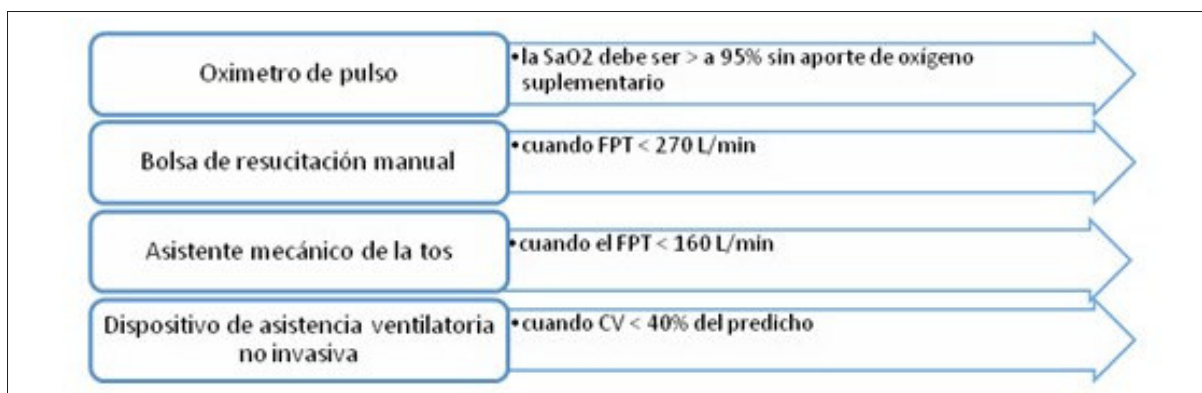 Oximetro de pulso
•la SaO2 debe ser > a 95% sin aporte de oxígeno
suplementario
Bolsa de resucitación manual
•cuando FPT < 270 L/min
Asistente mecánico de la tos
•cuando el FPT < 160 L/min
Dispositivo de asistencia ventilatoria
no invasiva
•cuando CV < 40% del predicho